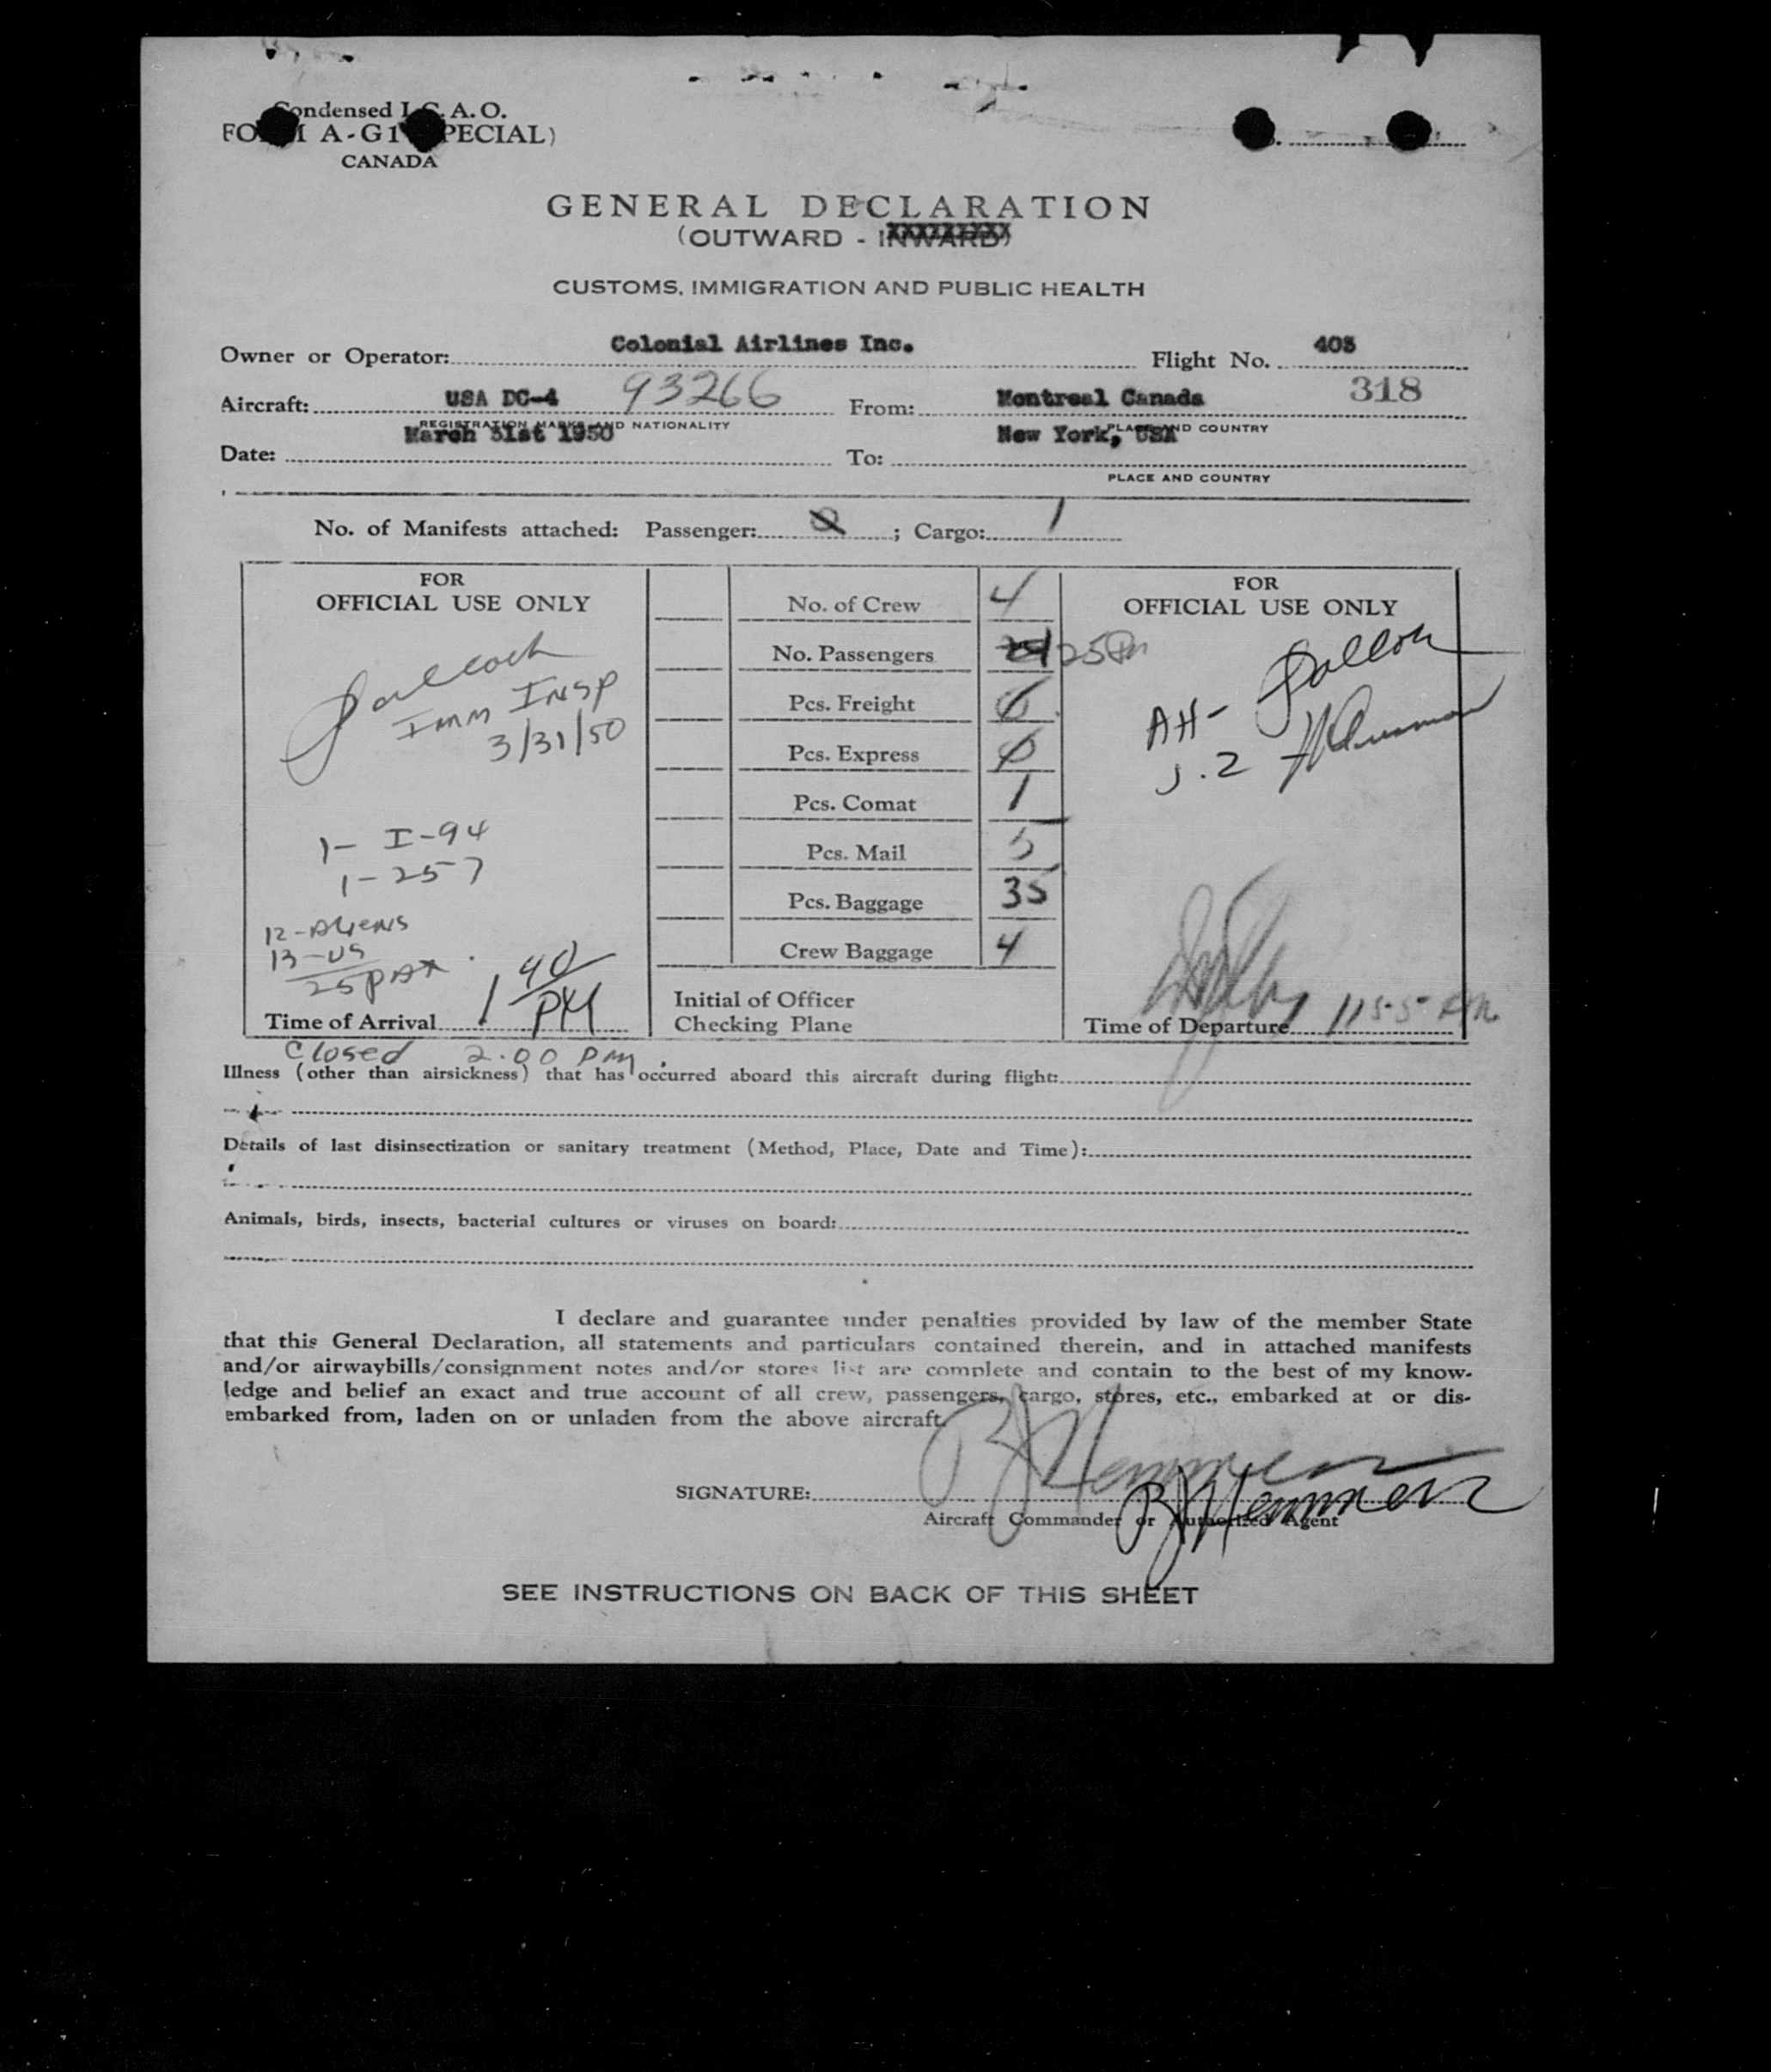 Condensed I.C.A.O.
FORM A-G1 (SPECIAL)
CANADA
GENERAL DECLARATION
(OUTWARD - INWARD)
CUSTOMS, IMMIGRATION AND PUBLIC HEALTH
Owner or Operator: Colonial Airlines Inc. Flight No. 403
Aircraft: USA DC-4 93266 From: Montreal Canada 318
REGISTRATION MARKS AND NATIONALITY PLACE AND COUNTRY
Date: March 31st 1950 To: New York, USA
PLACE AND COUNTRY
No. of Manifests attached: Passenger: ; Cargo: 1
FOR
OFFICIAL USE ONLY
Imm Insp
3/31/50
1- I-94
1-257
12-Aliens
13-US
25 pax
Time of Arrival 1 40/PM
Closed 2:00 PM.
No. of Crew 4
No. Passengers 25
Pcs. Freight 6
Pcs. Express
Pcs. Comat 1
Pcs. Mail 5
Pcs. Baggage 35
Crew Baggage 4
Initial of Officer
Checking Plane
FOR
OFFICIAL USE ONLY
AH-
J.2
Time of Departure 1155 AM
Illness (other than airsickness) that has occurred aboard this aircraft during flight:
Details of last disinsectization or sanitary treatment (Method, Place, Date and Time):
Animals, birds, insects, bacterial cultures or viruses on board:
I declare and guarantee under penalties provided by law of the member State
that this General Declaration, all statements and particulars contained therein, and in attached manifests
and/or airwaybills/consignment notes and/or stores list are complete and contain to the best of my know-
ledge and belief an exact and true account of all crew, passengers, cargo, stores, etc., embarked at or dis-
embarked from, laden on or unladen from the above aircraft.
SIGNATURE:
Aircraft Commander or Authorized Agent
SEE INSTRUCTIONS ON BACK OF THIS SHEET